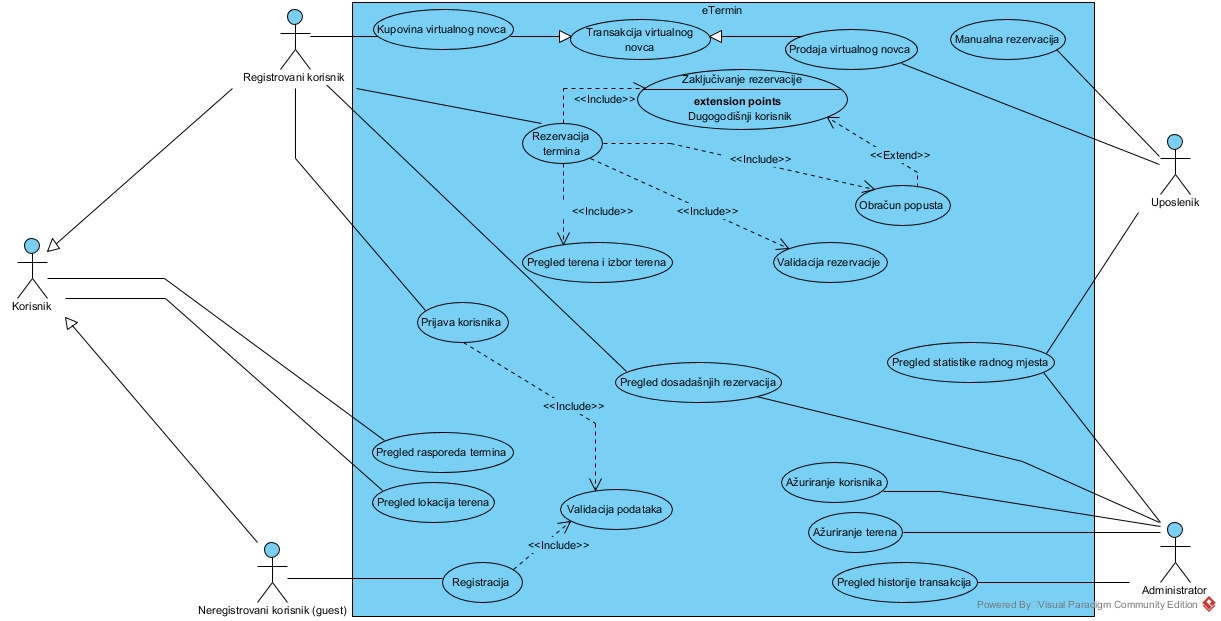 eTermin
Kupovina virtualnog novca
Transakcija virtualnog
novca
Prodaja virtualnog novca
Manualna rezervacija
Registrovani korisnik
Zaključivanje rezervacije
<<Include>>
extension points
Dugogodišnji korisnik
Rezervacija
termina
<<Include>>
<<Extend>>
Uposlenik
Obračun popusta
<<Include>>
<<Include>>
Pregled terena i izbor terena
Validacija rezervacije
Korisnik
Prijava korisnika
Pregled statistike radnog mjesta
Pregled dosadašnjih rezervacija
<<Include>>
Pregled rasporeda termina
Ažuriranje korisnika
Pregled lokacija terena
Validacija podataka
Ažuriranje terena
<<Include>>
Registracija
Pregled historije transakcija
Administrator
Neregistrovani korisnik (guest)
Powered By Visual Paradigm Community Edition